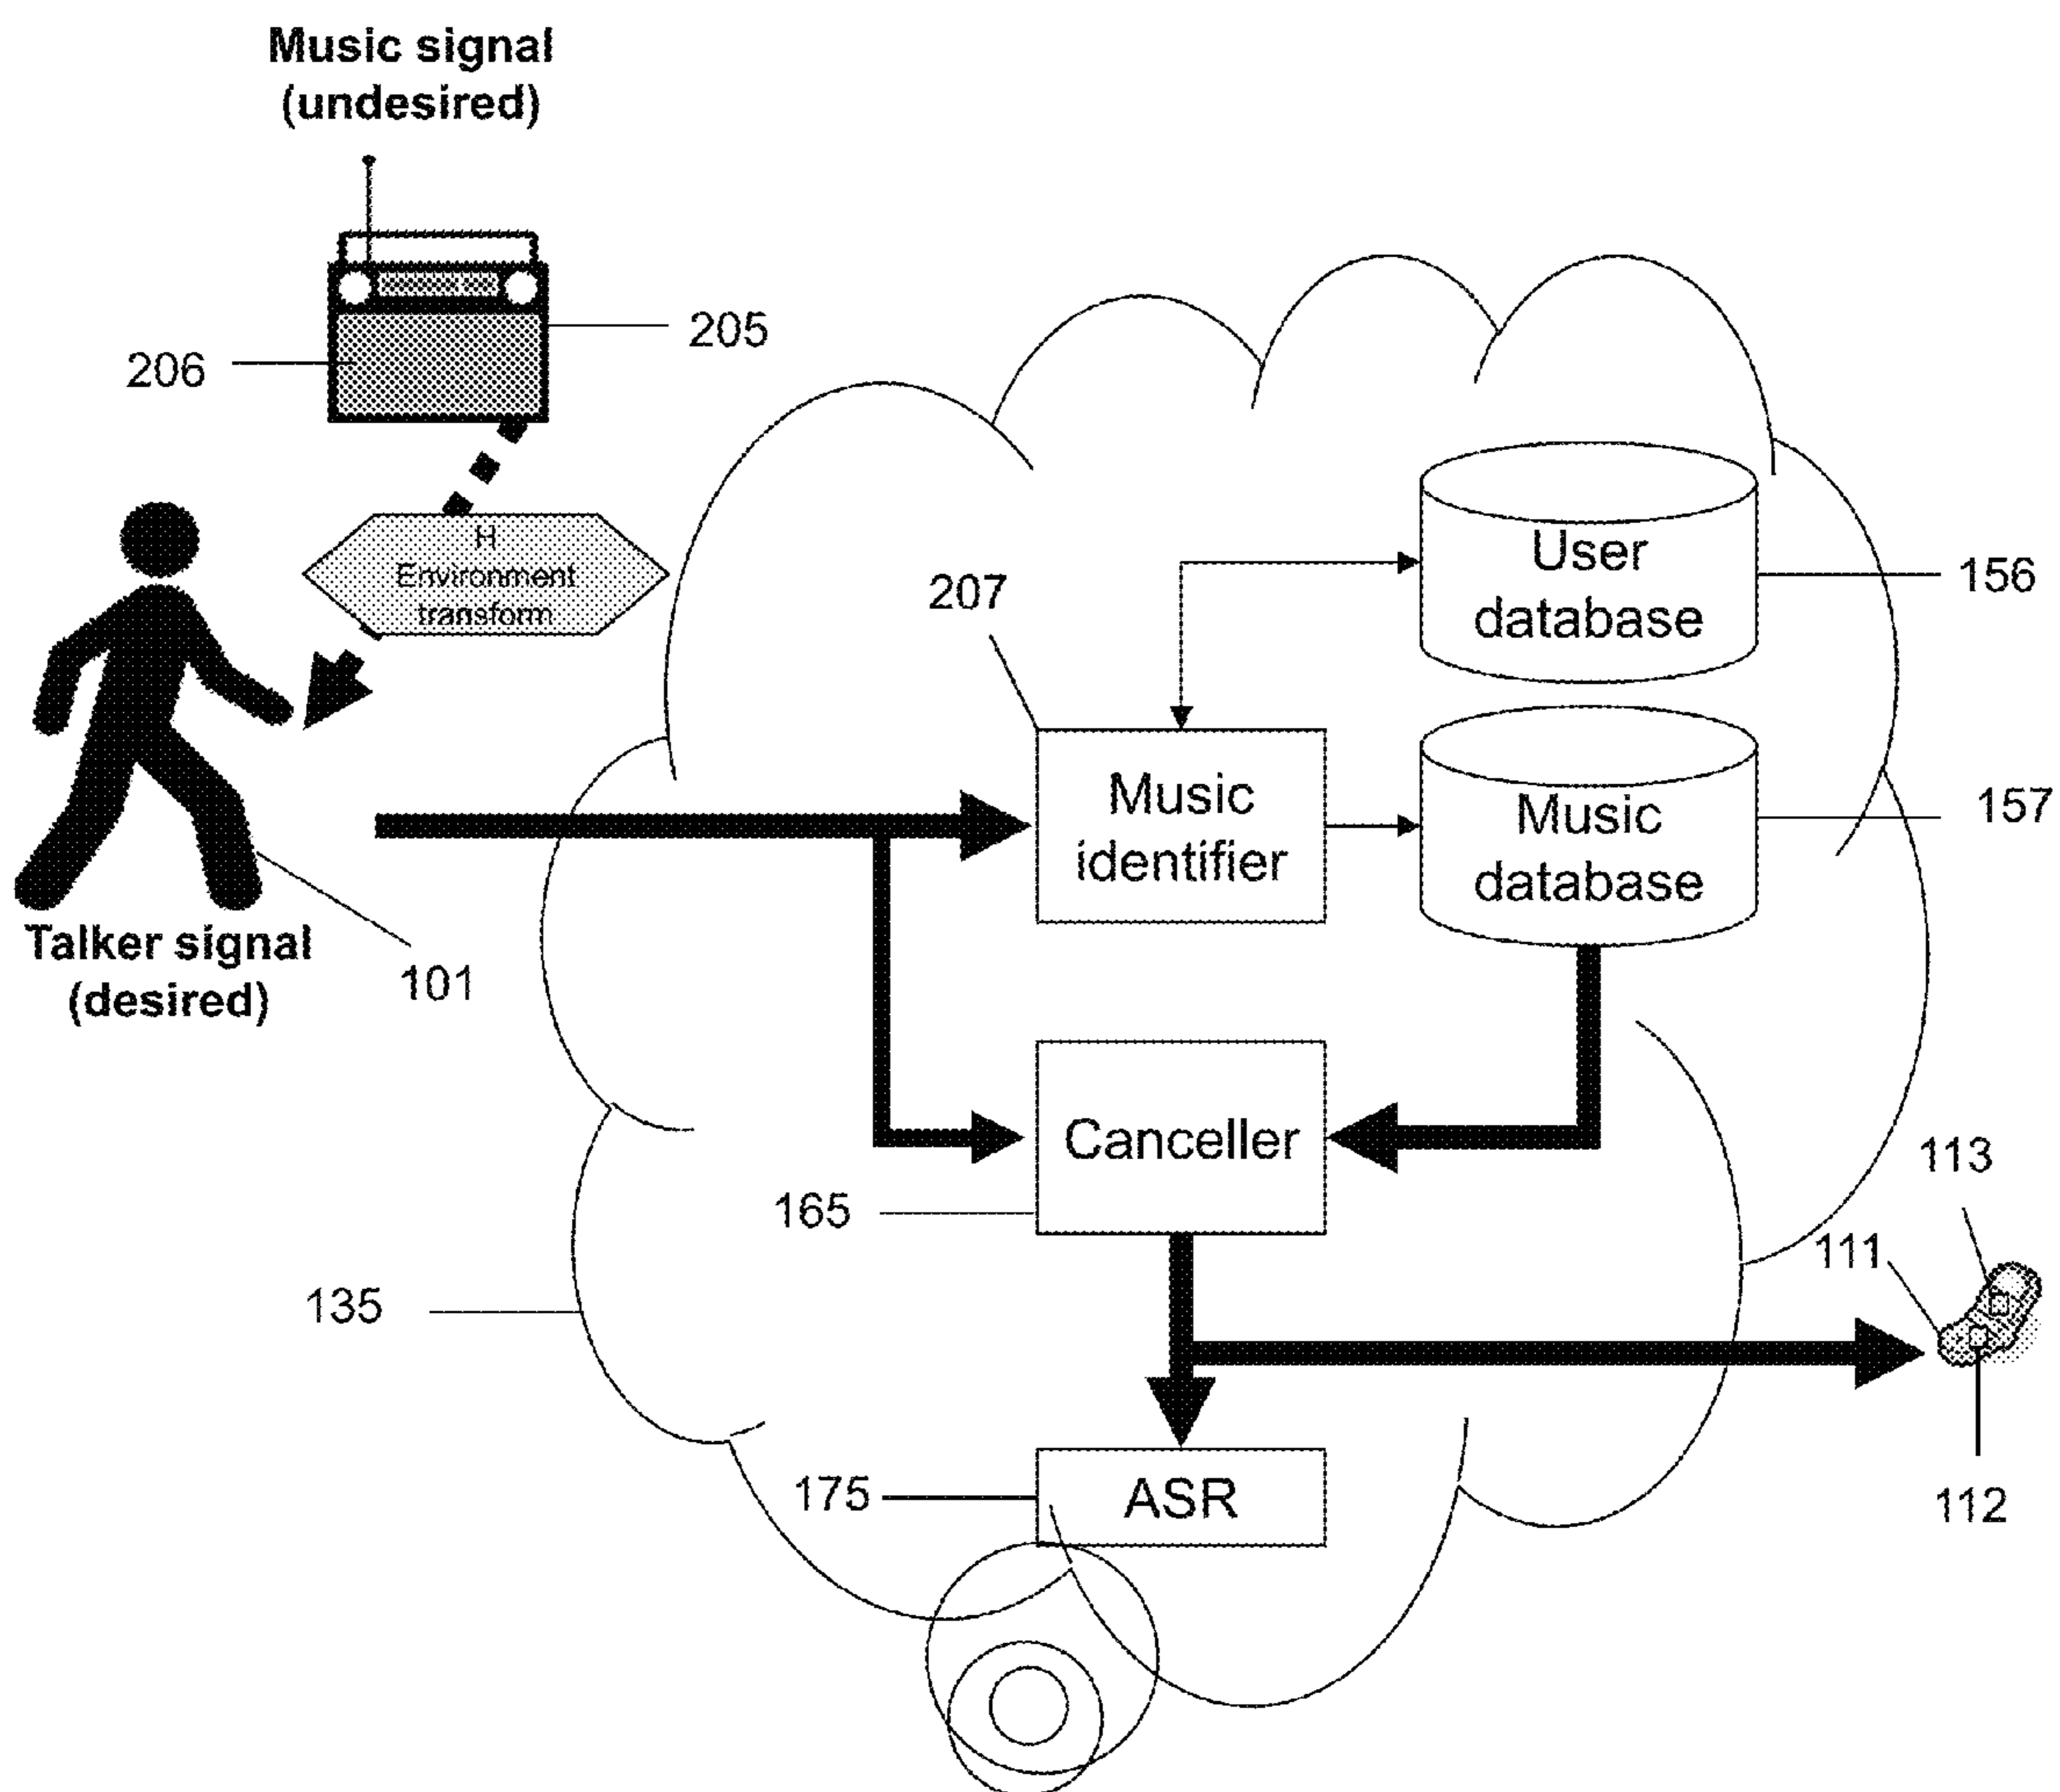 Music signal
(undesired)
205
206
H
Environment
transform
User
database
156
207
Music
identifier
Music
database
157
Talker signal
(desired)
101
Canceller
165
113
111
135
175
ASR
112